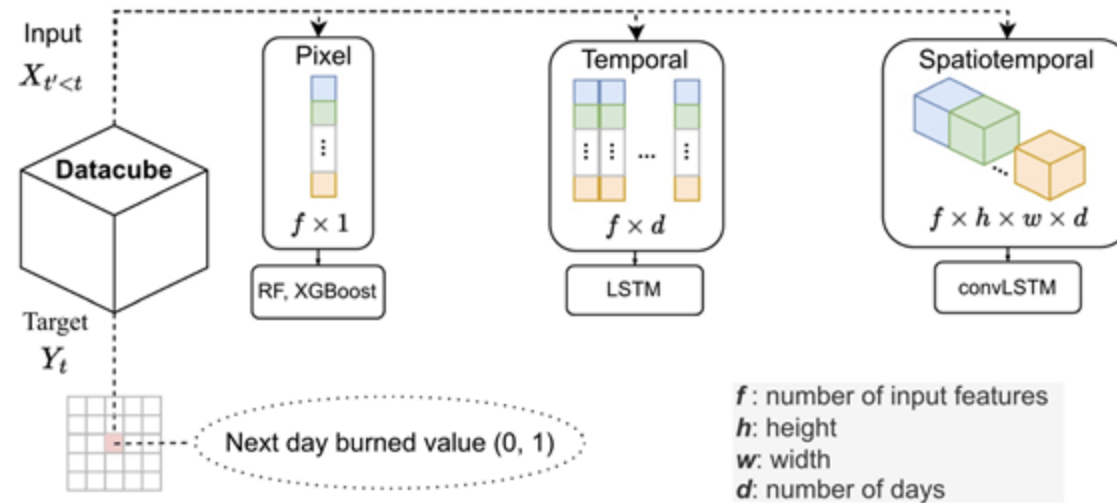 Input
X_{t'<t}
Datacube
Target
Y_t
Pixel
⋮
f × 1
RF, XGBoost
Temporal
⋮ ⋮ ... ⋮
f × d
LSTM
Spatiotemporal
...
f × h × w × d
convLSTM
Next day burned value (0, 1)
f: number of input features
h: height
w: width
d: number of days